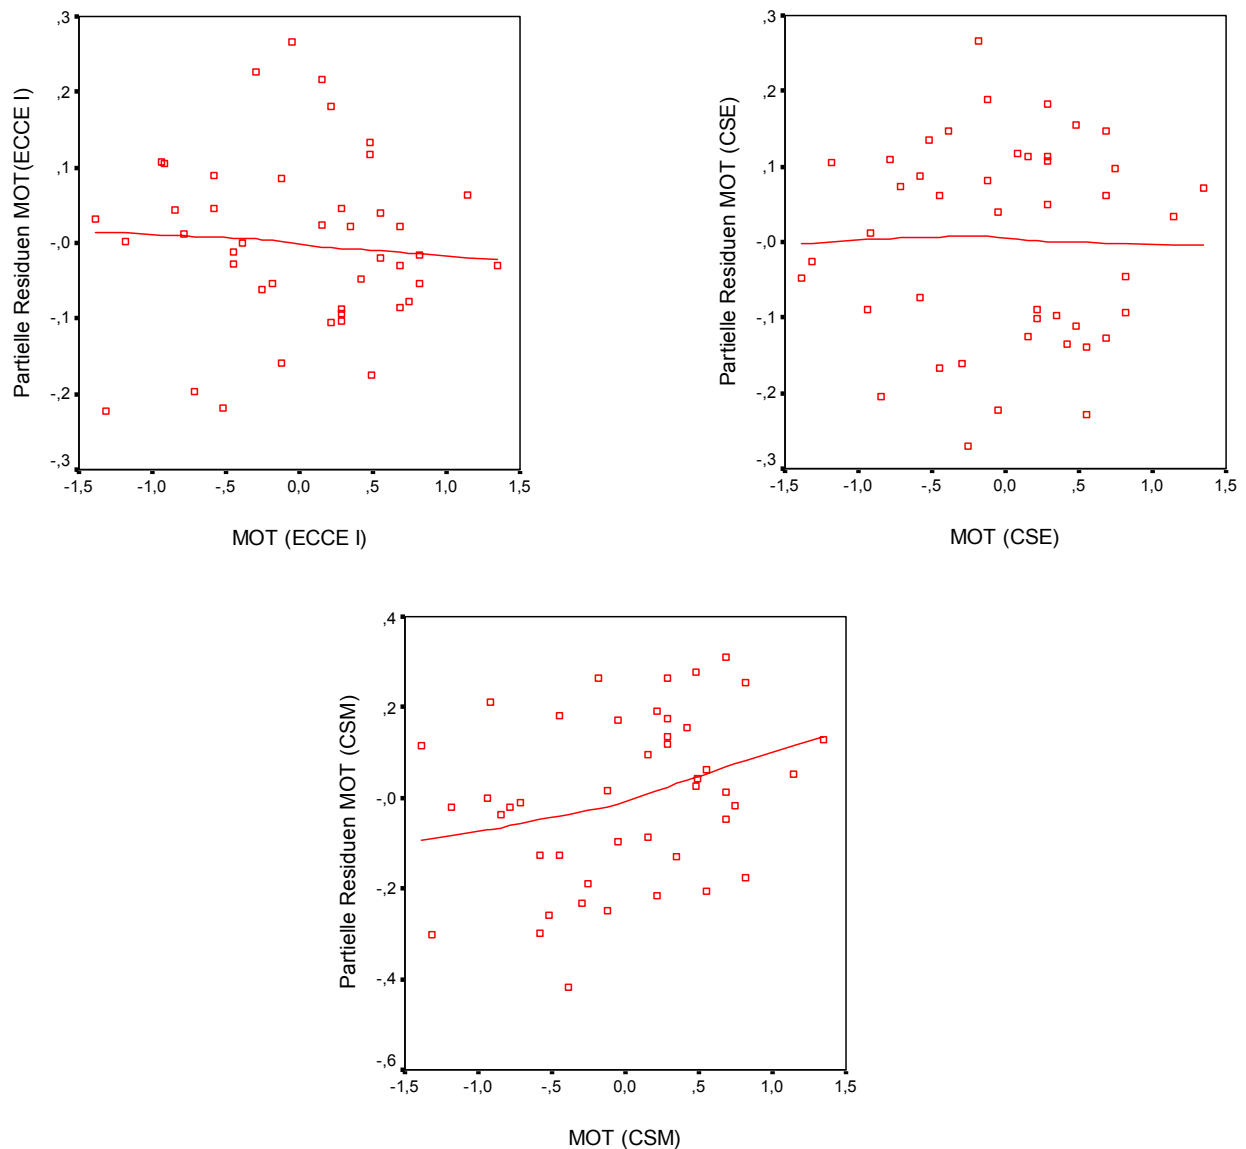 Partielle Residuen MOT(ECCE I)
,3
,2
,1
-,0
-,1
-,2
-,3
-1,5 -1,0 -,5 0,0 ,5 1,0 1,5
MOT (ECCE I)
Partielle Residuen MOT (CSE)
,3
,2
,1
-,0
-,1
-,2
-,3
-1,5 -1,0 -,5 0,0 ,5 1,0 1,5
MOT (CSE)
Partielle Residuen MOT (CSM)
,4
,2
-,0
-,2
-,4
-,6
-1,5 -1,0 -,5 0,0 ,5 1,0 1,5
MOT (CSM)